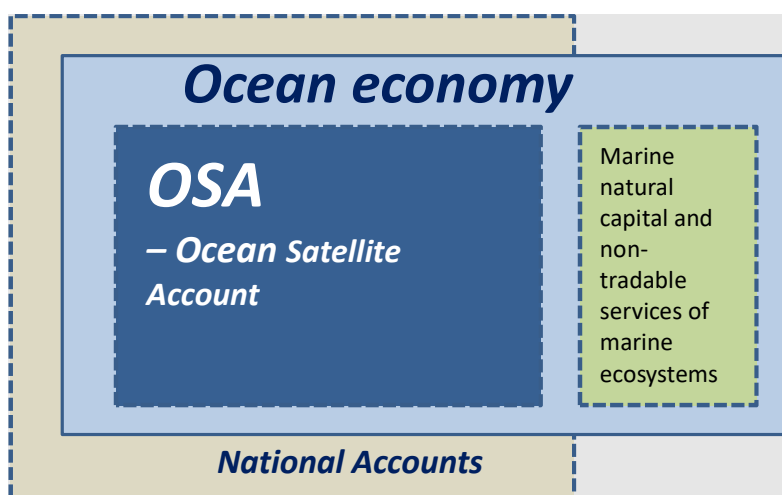 Ocean economy
OSA
– Ocean Satellite
Account
Marine
natural
capital and
non-
tradable
services of
marine
ecosystems
National Accounts